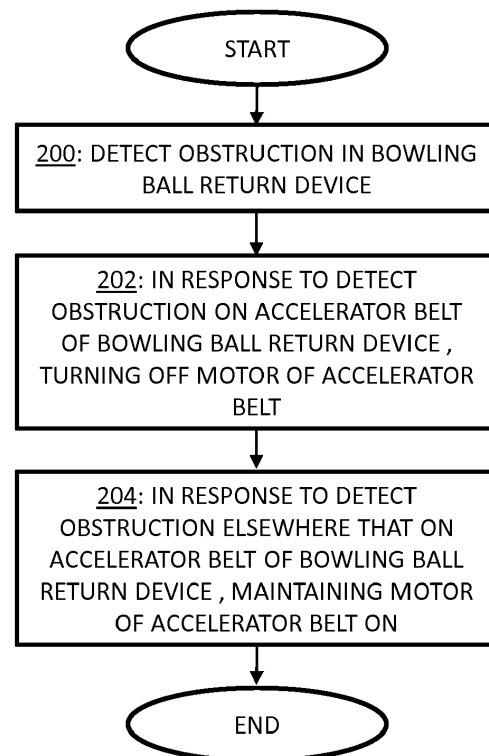 START
200: DETECT OBSTRUCTION IN BOWLING
BALL RETURN DEVICE
202: IN RESPONSE TO DETECT
OBSTRUCTION ON ACCELERATOR BELT
OF BOWLING BALL RETURN DEVICE ,
TURNING OFF MOTOR OF ACCELERATOR
BELT
204: IN RESPONSE TO DETECT
OBSTRUCTION ELSEWHERE THAT ON
ACCELERATOR BELT OF BOWLING BALL
RETURN DEVICE , MAINTAINING MOTOR
OF ACCELERATOR BELT ON
END